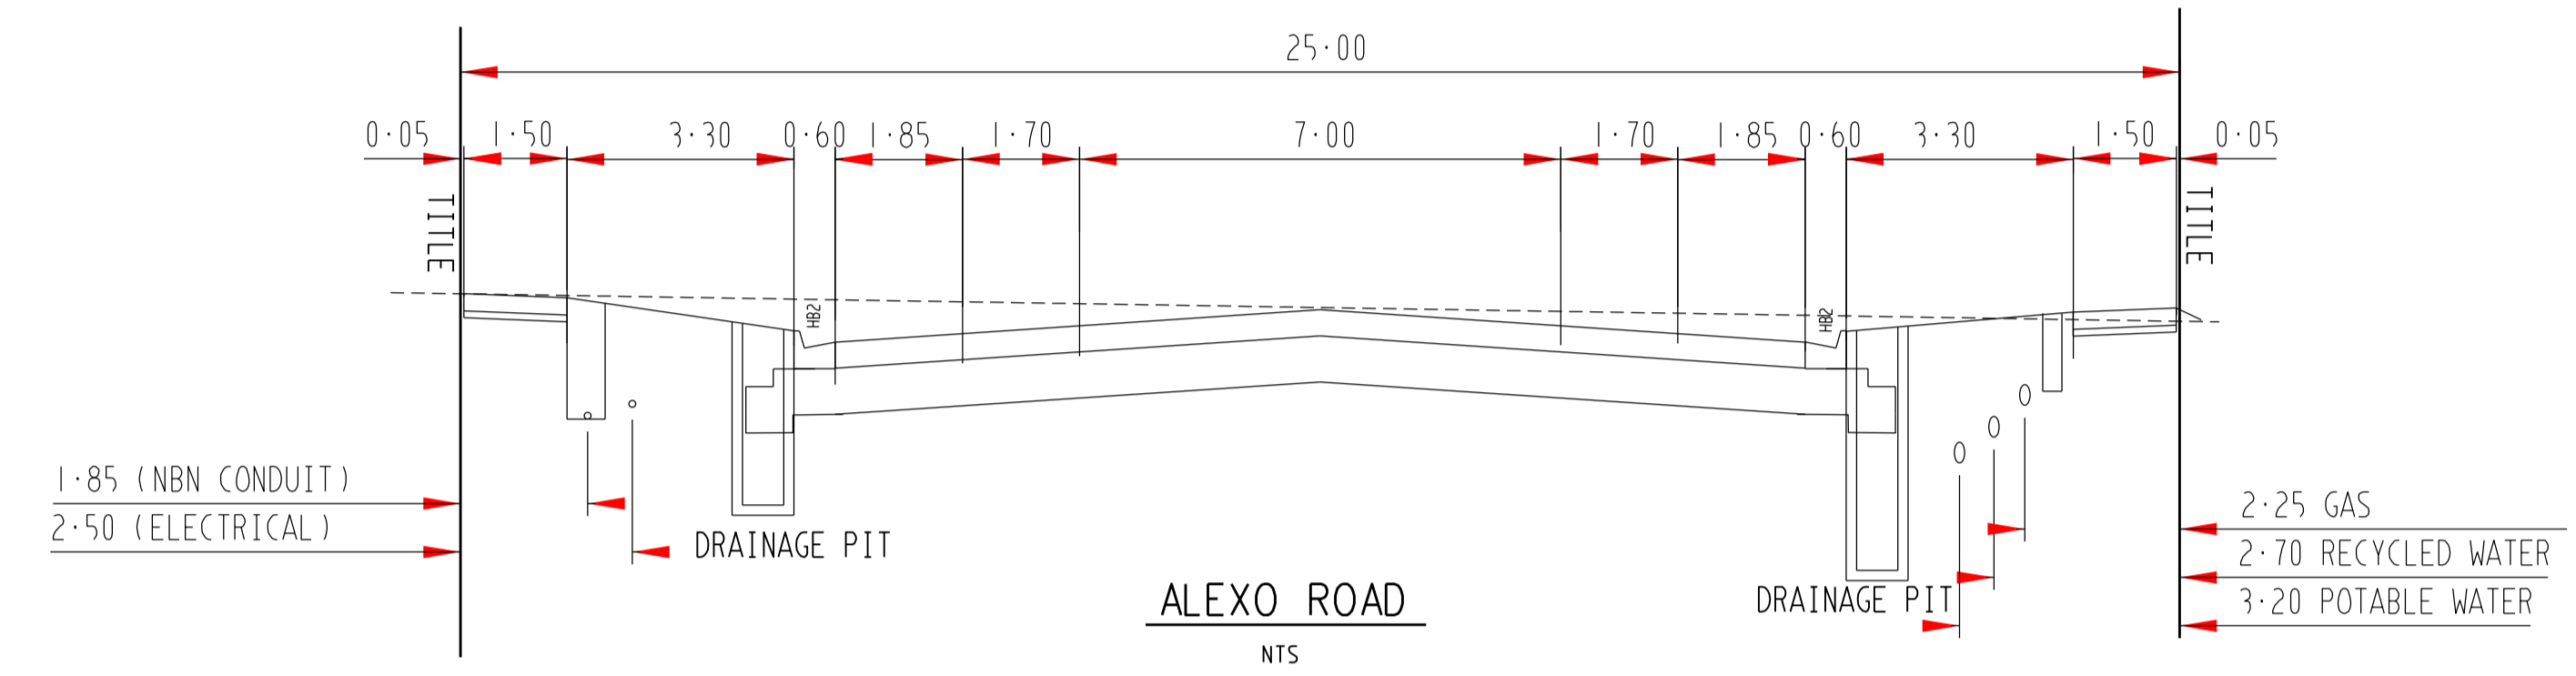 25·00
0·05 1·50 3·30 0·60 1·85 1·70 7·00 1·70 1·85 0·60 3·30 1·50 0·05
TITLE
TITLE
HB2
HB2
1·85 (NBN CONDUIT)
2·50 (ELECTRICAL)
DRAINAGE PIT
2·25 GAS
2·70 RECYCLED WATER
3·20 POTABLE WATER
DRAINAGE PIT
ALEXO ROAD
NTS